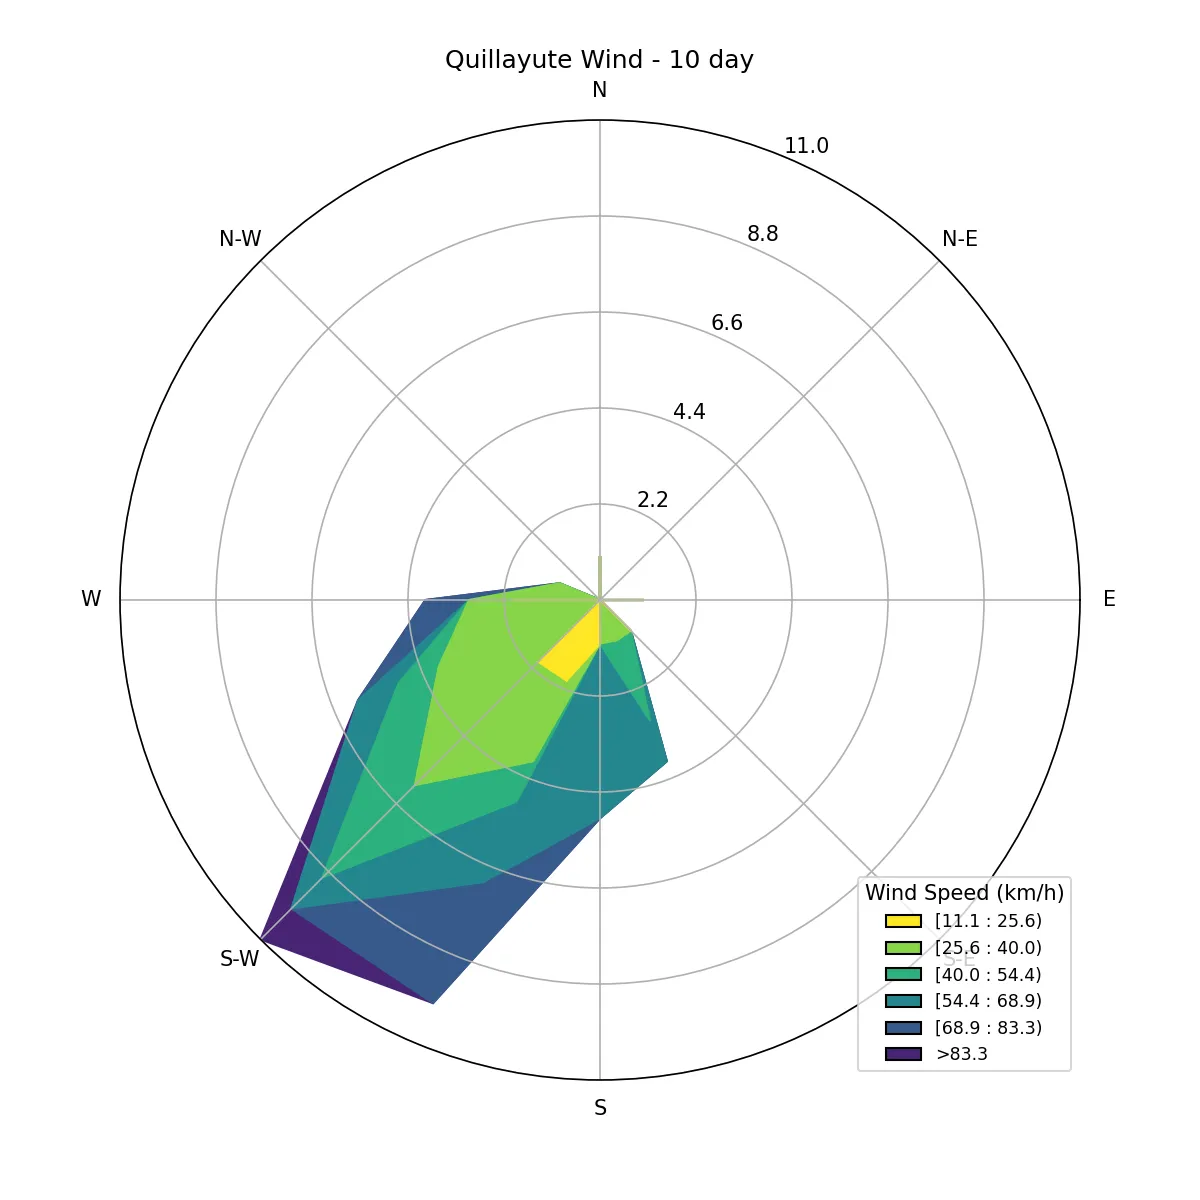 Quillayute Wind - 10 day
N
11.0
N-W
8.8
N-E
6.6
4.4
2.2
W
E
Wind Speed (km/h)
[11.1 : 25.6)
[25.6 : 40.0)
S-W
S-E
[40.0 : 54.4)
[54.4 : 68.9)
[68.9 : 83.3)
>83.3
S